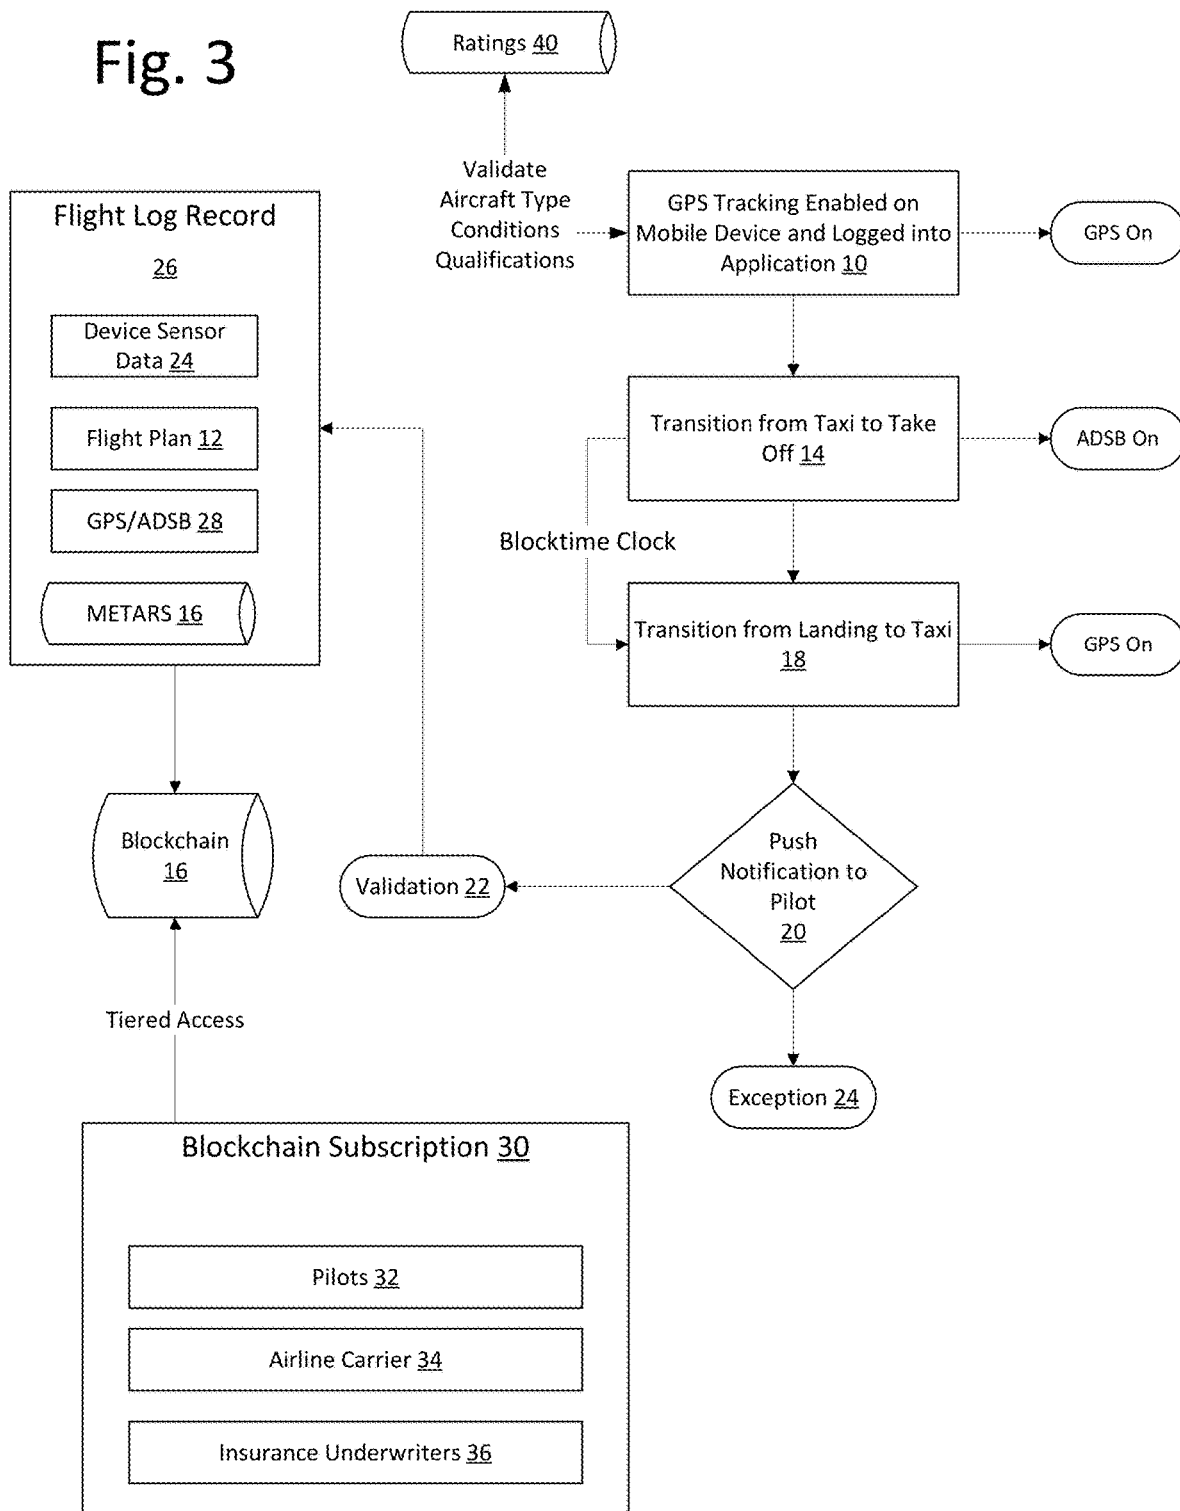 Fig. 3
Ratings 40
Validate
Aircraft Type
Conditions
Qualifications
GPS Tracking Enabled on
Mobile Device and Logged into
Application 10
GPS On
Flight Log Record
26
Device Sensor
Data 24
Flight Plan 12
GPS/ADSB 28
METARS 16
Transition from Taxi to Take
Off 14
ADSB On
Blocktime Clock
Transition from Landing to Taxi
18
GPS On
Blockchain
16
Validation 22
Push
Notification to
Pilot
20
Tiered Access
Exception 24
Blockchain Subscription 30
Pilots 32
Airline Carrier 34
Insurance Underwriters 36